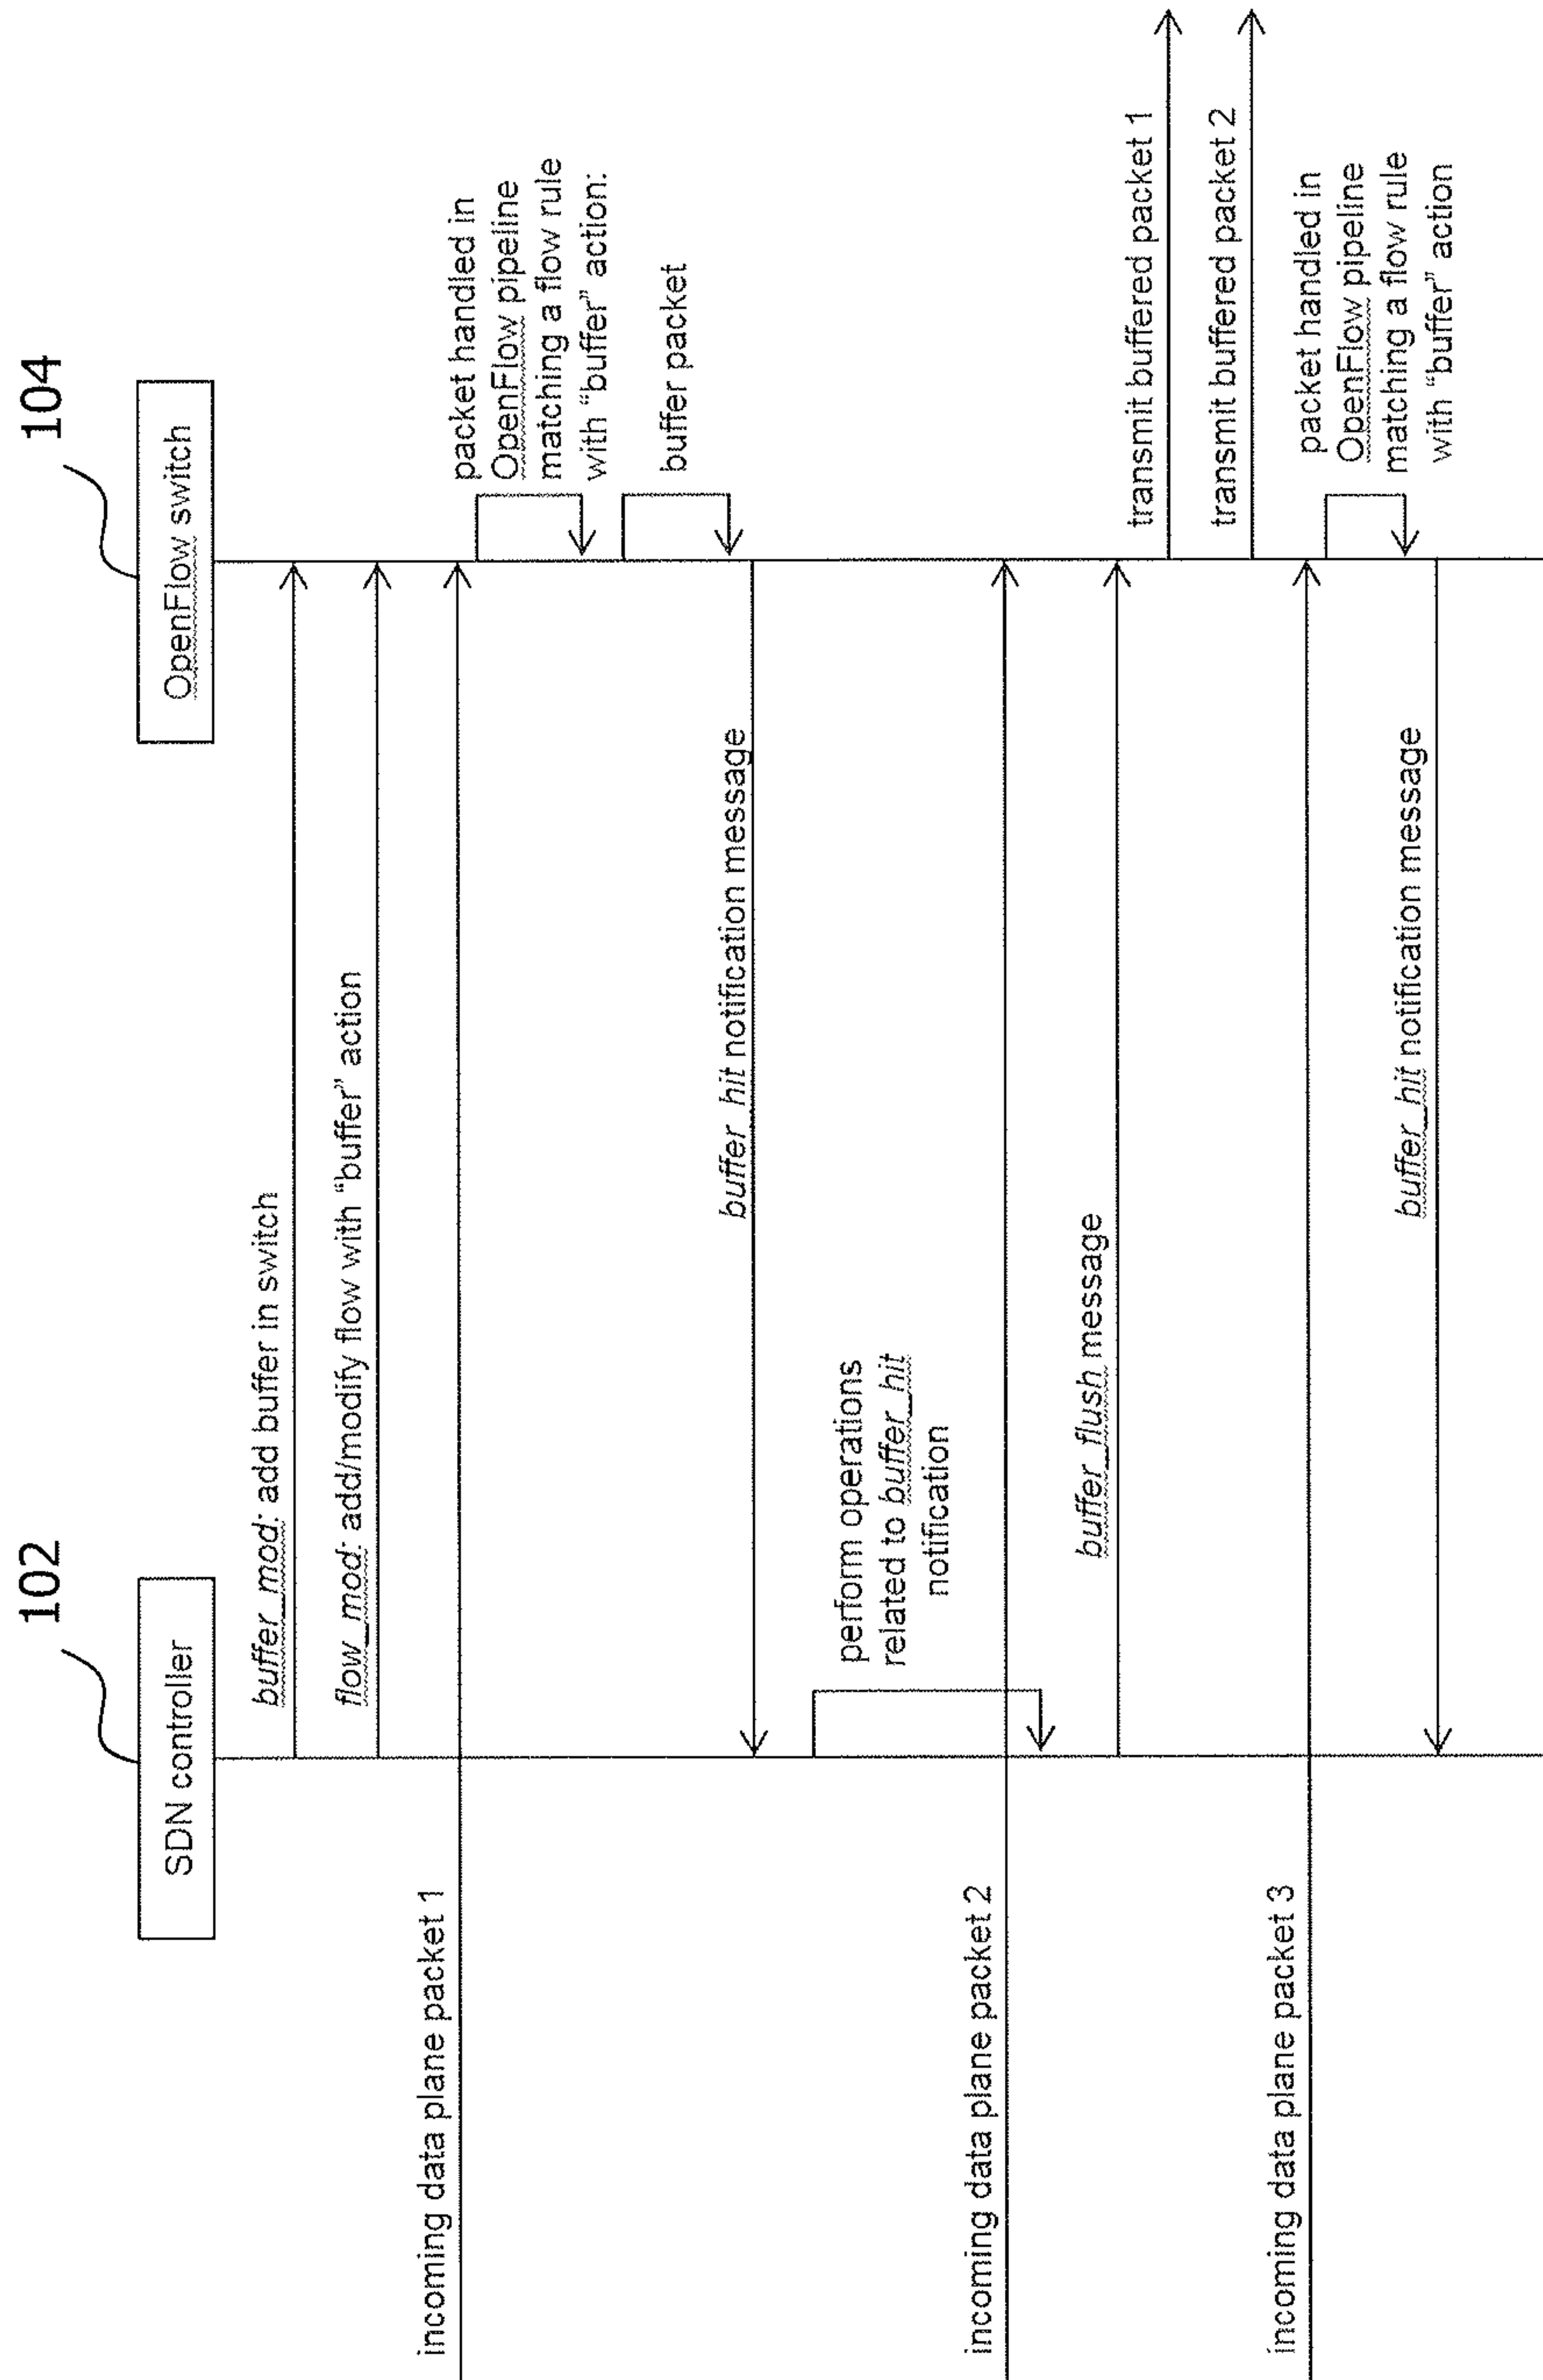 102
104
SDN controller
OpenFlow switch
buffer_mod: add buffer in switch
flow_mod: add/modify flow with “buffer” action
incoming data plane packet 1
packet handled in
OpenFlow pipeline
matching a flow rule
with “buffer” action:
buffer packet
buffer_hit notification message
perform operations
related to buffer_hit
notification
incoming data plane packet 2
buffer_flush message
transmit buffered packet 1
transmit buffered packet 2
incoming data plane packet 3
packet handled in
OpenFlow pipeline
matching a flow rule
with “buffer” action
buffer_hit notification message